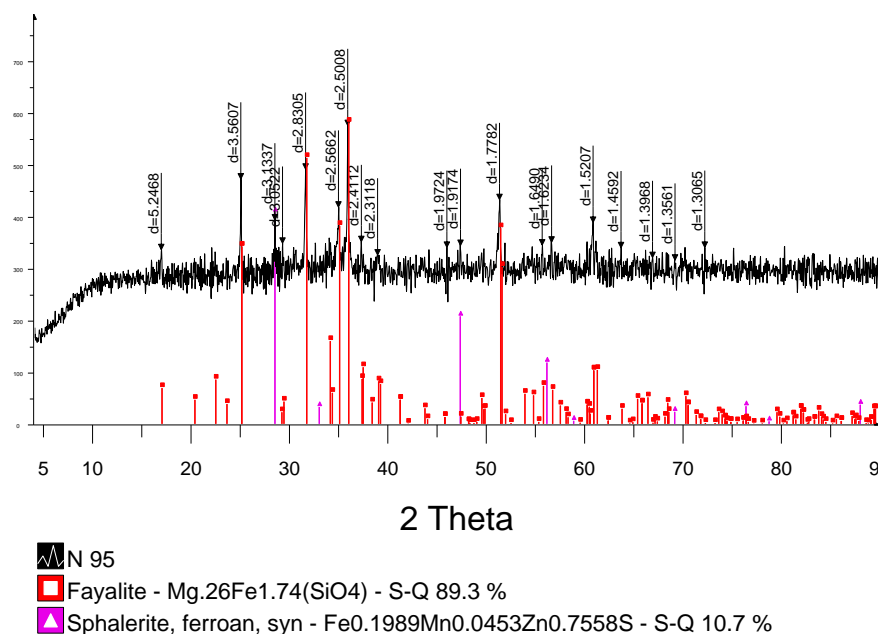 700
600
500
400
300
200
100
0
d=5.2468
d=3.5607
d=3.1337
d=3.0522
d=2.8305
d=2.5662
d=2.5008
d=2.4112
d=2.3118
d=1.9724
d=1.9174
d=1.7782
d=1.6490
d=1.6234
d=1.5207
d=1.4592
d=1.3968
d=1.3561
d=1.3065
5 10 20 30 40 50 60 70 80 9
2 Theta
N 95
Fayalite - Mg.26Fe1.74(SiO4) - S-Q 89.3 %
Sphalerite, ferroan, syn - Fe0.1989Mn0.0453Zn0.7558S - S-Q 10.7 %